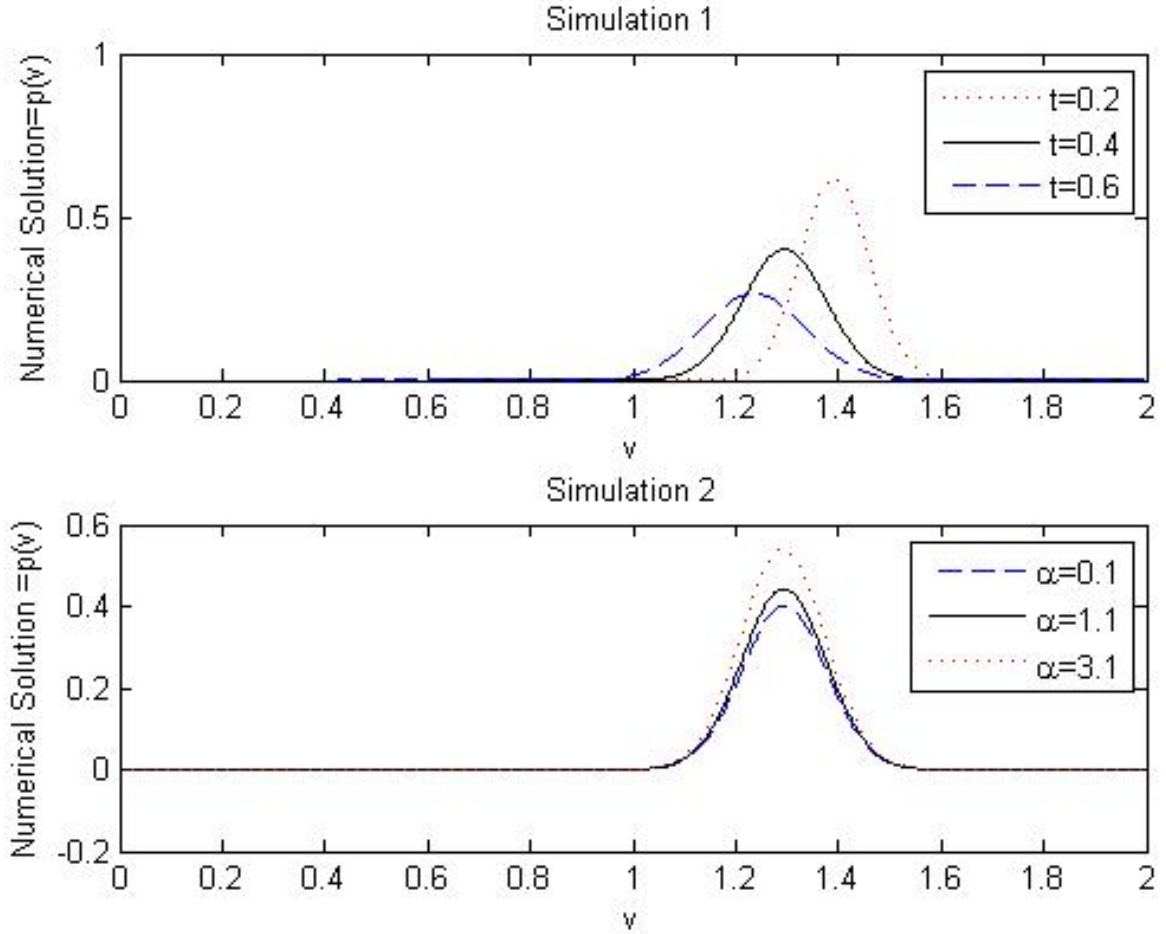 Simulation 1
Numerical Solution=p(v)
1
0.5
0
t=0.2
t=0.4
t=0.6
0 0.2 0.4 0.6 0.8 1 1.2 1.4 1.6 1.8 2
v
Simulation 2
Numerical Solution =p(v)
0.6
0.4
0.2
0
-0.2
α=0.1
α=1.1
α=3.1
0 0.2 0.4 0.6 0.8 1 1.2 1.4 1.6 1.8 2
v